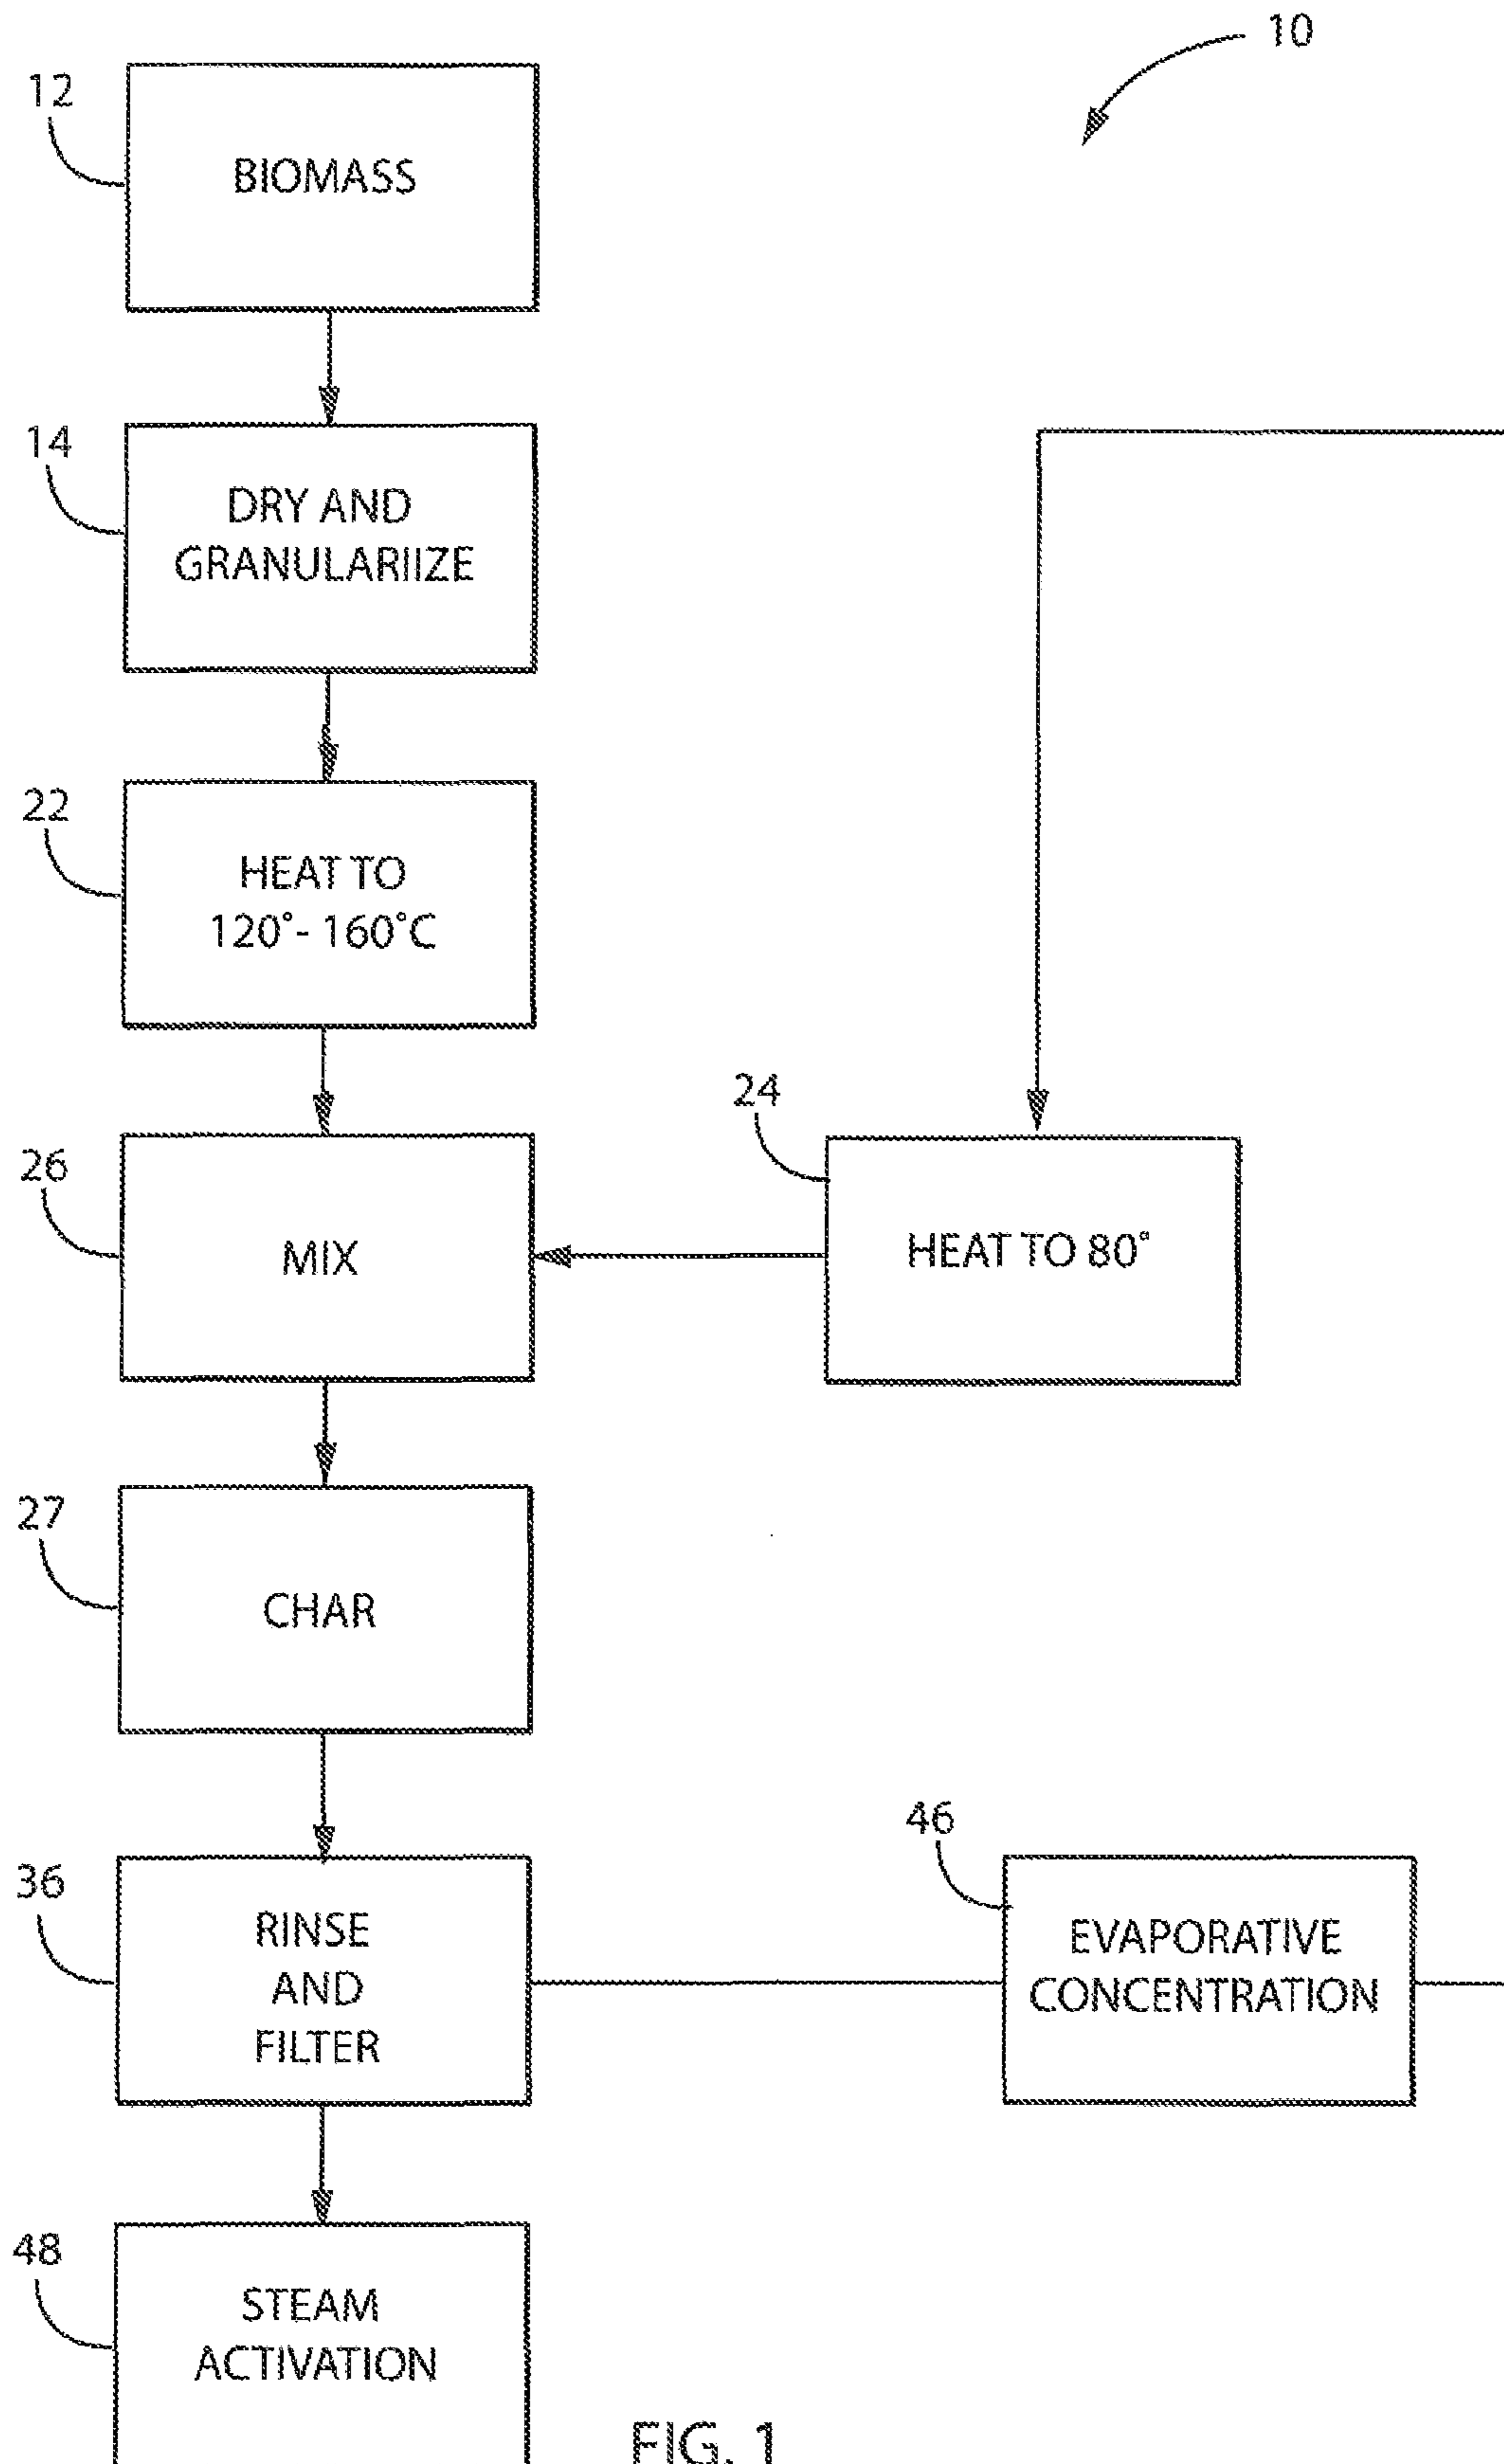 10
12
BIOMASS
14
DRY AND
GRANULARIIZE
22
HEAT TO
120°- 160°C
24
26
MIX
HEAT TO 80°
27
CHAR
46
36
RINSE
AND
FILTER
EVAPORATIVE
CONCENTRATION
48
STEAM
ACTIVATION
FIG. 1